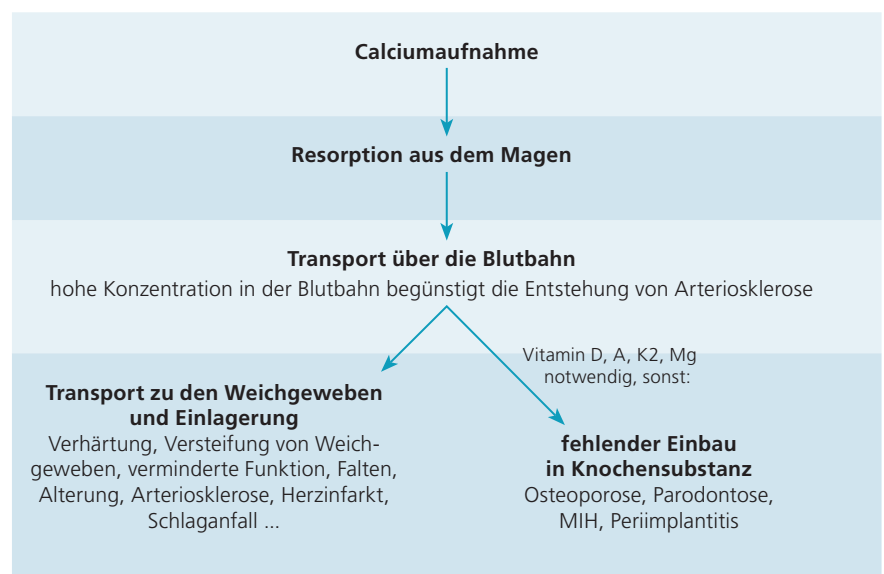 Calciumaufnahme
Resorption aus dem Magen
Transport über die Blutbahn
hohe Konzentration in der Blutbahn begünstigt die Entstehung von Arteriosklerose
Vitamin D, A, K2, Mg
notwendig, sonst:
Transport zu den Weichgeweben
und Einlagerung
Verhärtung, Versteifung von Weich-
geweben, verminderte Funktion, Falten,
Alterung, Arteriosklerose, Herzinfarkt,
Schlaganfall ...
fehlender Einbau
in Knochensubstanz
Osteoporose, Parodontose,
MIH, Periimplantitis